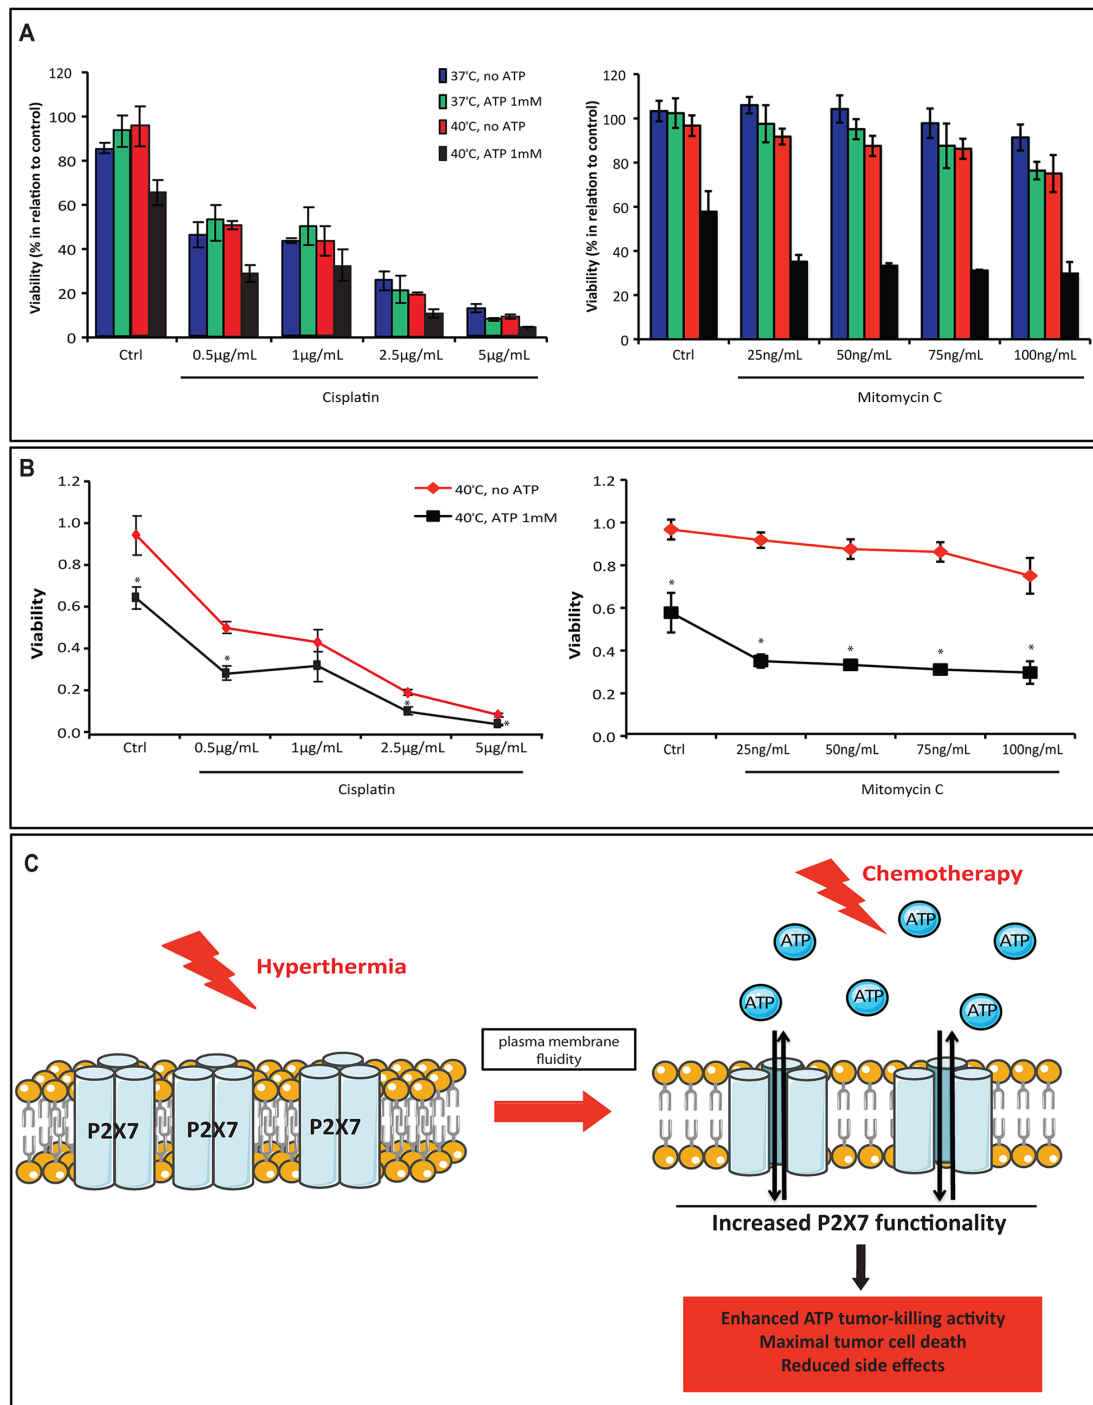 A
Viability (% in relation to control)
120
100
80
60
40
20
0
37°C, no ATP
37°C, ATP 1mM
40°C, no ATP
40°C, ATP 1mM
Ctrl
0.5µg/mL
1µg/mL
2.5µg/mL
5µg/mL
Cisplatin
Viability (% in relation to control)
120
100
80
60
40
20
0
Ctrl
25ng/mL
50ng/mL
75ng/mL
100ng/mL
Mitomycin C
B
Viability
1.2
1.0
0.8
0.6
0.4
0.2
0.0
40°C, no ATP
40°C, ATP 1mM
*
*
*
*
Ctrl
0.5µg/mL
1µg/mL
2.5µg/mL
5µg/mL
Cisplatin
Viability
1.2
1.0
0.8
0.6
0.4
0.2
0.0
*
*
*
*
*
Ctrl
25ng/mL
50ng/mL
75ng/mL
100ng/mL
Mitomycin C
C
Hyperthermia
P2X7
P2X7
P2X7
plasma membrane
fluidity
Chemotherapy
ATP
ATP
ATP
ATP
ATP
ATP
Increased P2X7 functionality
Enhanced ATP tumor-killing activity
Maximal tumor cell death
Reduced side effects